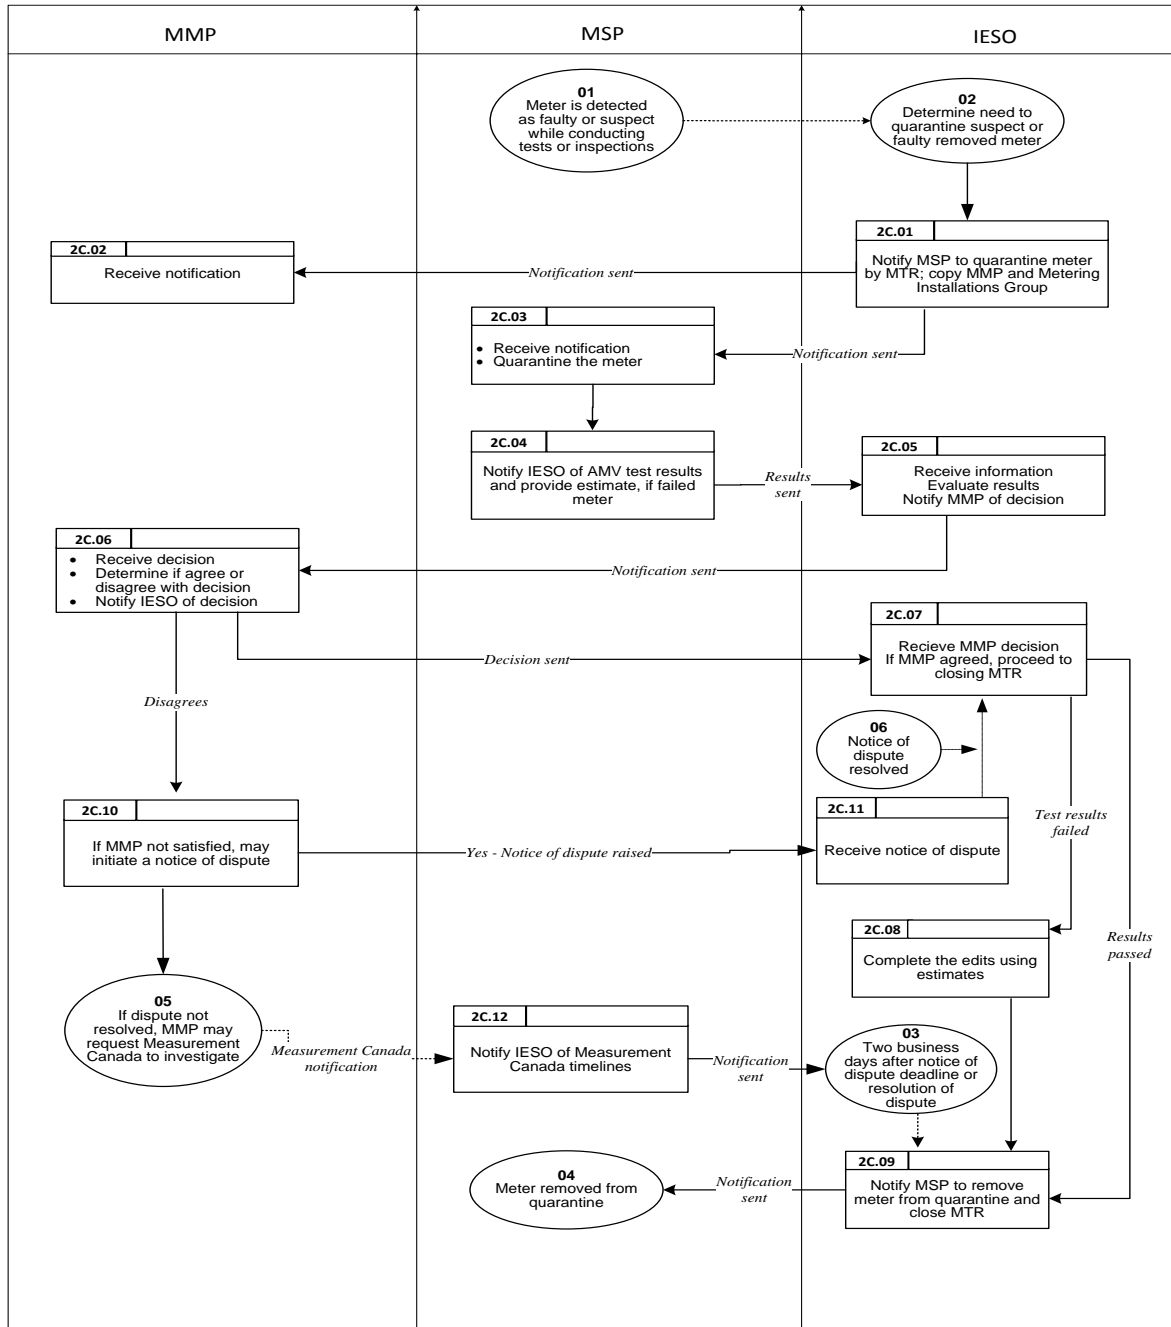 MMP
MSP
IESO
01
Meter is detected
as faulty or suspect
while conducting
tests or inspections
02
Determine need to
quarantine suspect or
faulty removed meter
2C.01
Notify MSP to quarantine meter
by MTR; copy MMP and Metering
Installations Group
Notification sent
2C.02
Receive notification
2C.03
• Receive notification
• Quarantine the meter
Notification sent
2C.04
Notify IESO of AMV test results
and provide estimate, if failed
meter
Results
sent
2C.05
Receive information
Evaluate results
Notify MMP of decision
Notification sent
2C.06
• Receive decision
• Determine if agree or
disagree with decision
• Notify IESO of decision
Decision sent
2C.07
Recieve MMP decision
If MMP agreed, proceed to
closing MTR
Disagrees
06
Notice of
dispute
resolved
2C.10
If MMP not satisfied, may
initiate a notice of dispute
Yes - Notice of dispute raised
2C.11
Receive notice of dispute
Test results
failed
2C.08
Complete the edits using
estimates
Results
passed
05
If dispute not
resolved, MMP may
request Measurement
Canada to investigate
Measurement Canada
notification
2C.12
Notify IESO of Measurement
Canada timelines
Notification
sent
03
Two business
days after notice of
dispute deadline or
resolution of
dispute
04
Meter removed from
quarantine
Notification
sent
2C.09
Notify MSP to remove
meter from quarantine and
close MTR